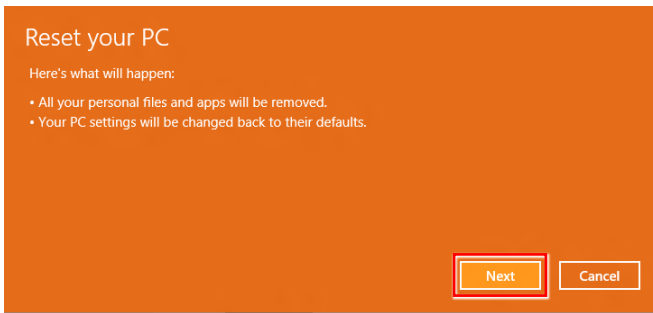 Reset your PC
Here's what will happen:
• All your personal files and apps will be removed.
• Your PC settings will be changed back to their defaults.
Next
Cancel